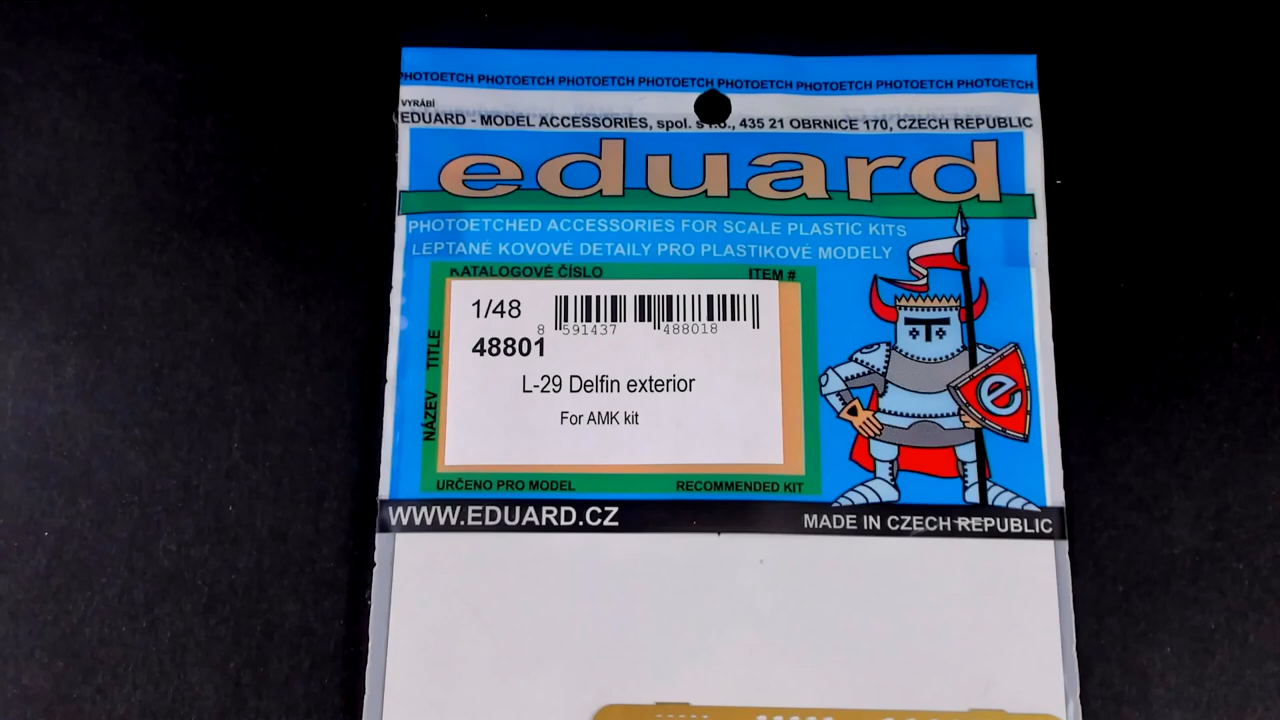 PHOTOETCH PHOTOETCH PHOTOETCH PHOTOETCH PHOTOETCH PHOTOETCH PHOTOETCH PHOTOETCH
VYRÁBÍ
EDUARD - MODEL ACCESSORIES, spol. s r.o., 435 21 OBRNICE 170, CZECH REPUBLIC
eduard
PHOTOETCHED ACCESSORIES FOR SCALE PLASTIC KITS
LEPTANÉ KOVOVÉ DETAILY PRO PLASTIKOVÉ MODELY
KATALOGOVÉ ČÍSLO ITEM #
1/48
8 591437 488018
48801
L-29 Delfin exterior
For AMK kit
NÁZEV TITLE
e
URČENO PRO MODEL RECOMMENDED KIT
WWW.EDUARD.CZ MADE IN CZECH REPUBLIC